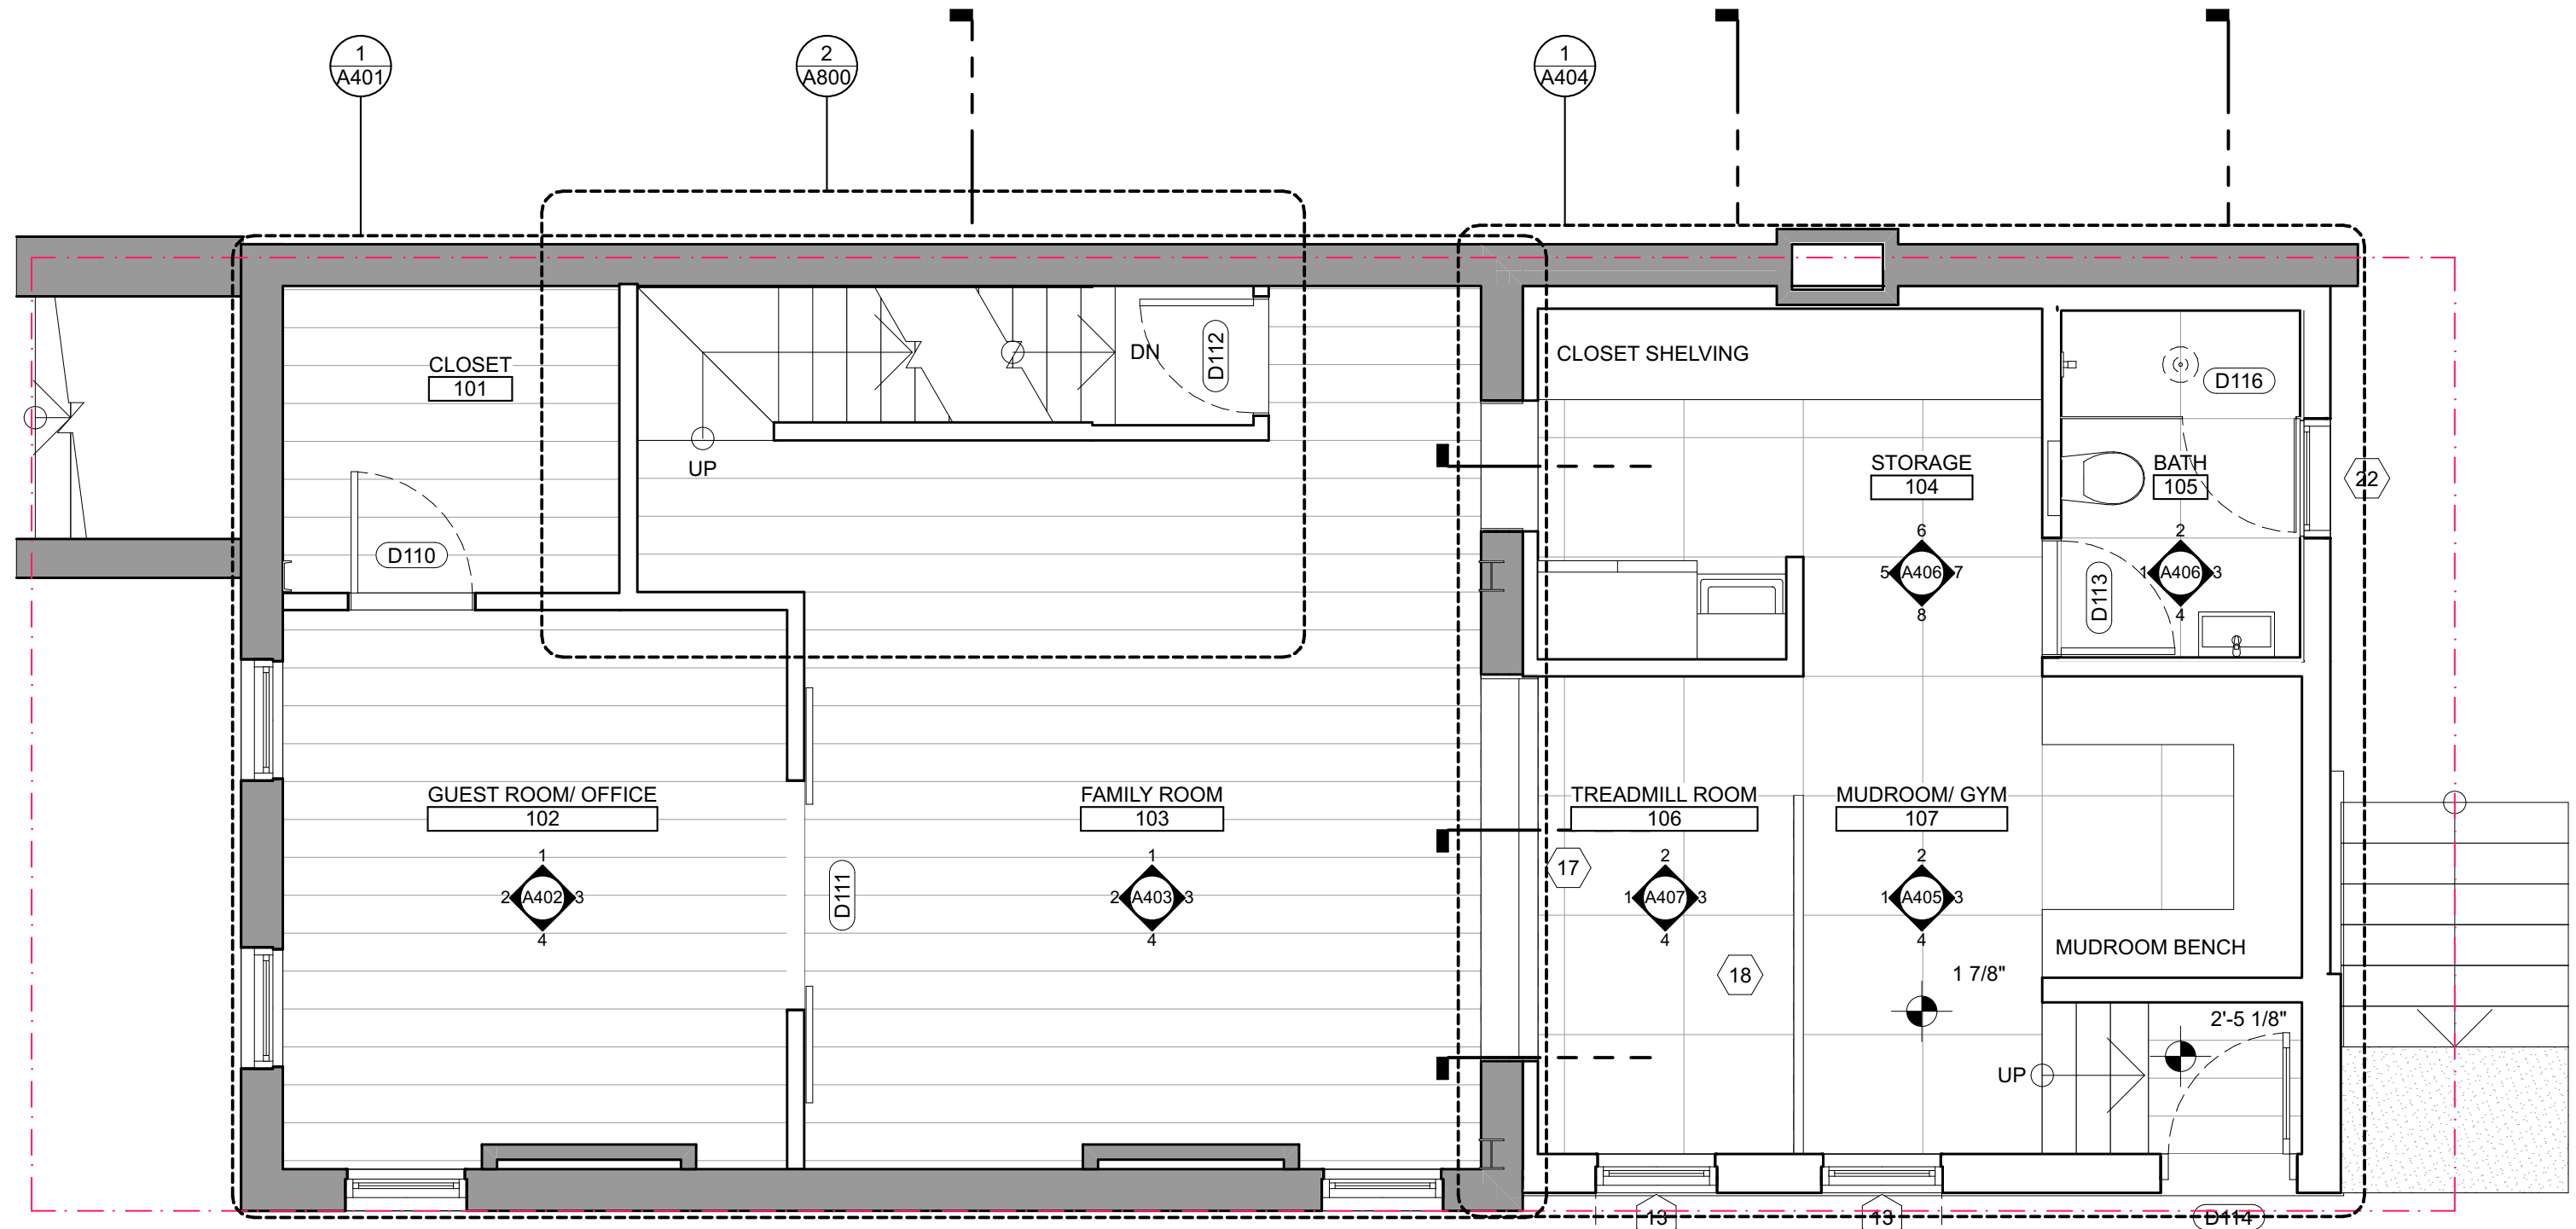 1
A401
2
A800
1
A404
CLOSET
101
D110
UP
DN
D112
CLOSET SHELVING
STORAGE
104
6
5 A406 7
8
D116
BATH
105
2
1 A406 3
4
D113
22
GUEST ROOM/ OFFICE
102
1
2 A402 3
4
D111
FAMILY ROOM
103
1
2 A403 3
4
17
TREADMILL ROOM
106
2
1 A407 3
4
18
MUDROOM/ GYM
107
2
1 A405 3
4
1 7/8"
MUDROOM BENCH
2'-5 1/8"
UP
13
13
D114